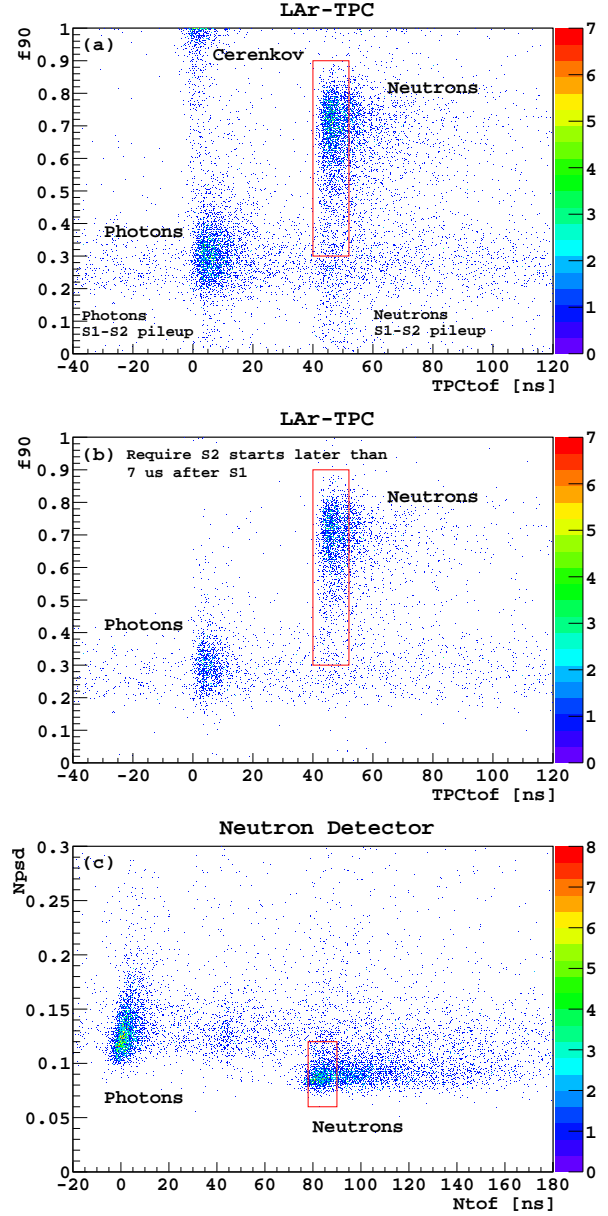 LAr-TPC
f90
(a)
Cerenkov
Neutrons
Photons
Photons
S1-S2 pileup
Neutrons
S1-S2 pileup
1
0.9
0.8
0.7
0.6
0.5
0.4
0.3
0.2
0.1
0
-40 -20 0 20 40 60 80 100 120
TPCtof [ns]
7
6
5
4
3
2
1
0
LAr-TPC
f90
(b) Require S2 starts later than
7 us after S1
Neutrons
Photons
1
0.9
0.8
0.7
0.6
0.5
0.4
0.3
0.2
0.1
0
-40 -20 0 20 40 60 80 100 120
TPCtof [ns]
7
6
5
4
3
2
1
0
Neutron Detector
Npsd
(c)
Photons
Neutrons
0.3
0.25
0.2
0.15
0.1
0.05
0
-20 0 20 40 60 80 100 120 140 160 180
Ntof [ns]
8
7
6
5
4
3
2
1
0